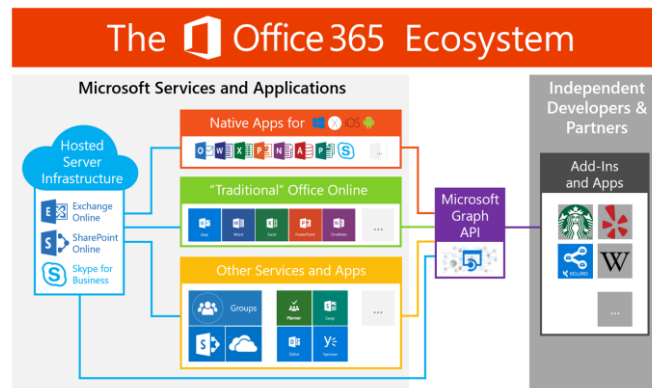 The Office 365 Ecosystem
Microsoft Services and Applications
Independent
Developers &
Partners
Hosted
Server
Infrastructure
Exchange
Online
SharePoint
Online
Skype for
Business
Native Apps for iOS
"Traditional" Office Online
Word
Excel
PowerPoint
OneNote
...
Other Services and Apps
Groups
Planner
Sway
Delve
Yammer
...
Microsoft
Graph
API
Add-Ins
and Apps
KELURO
W
...